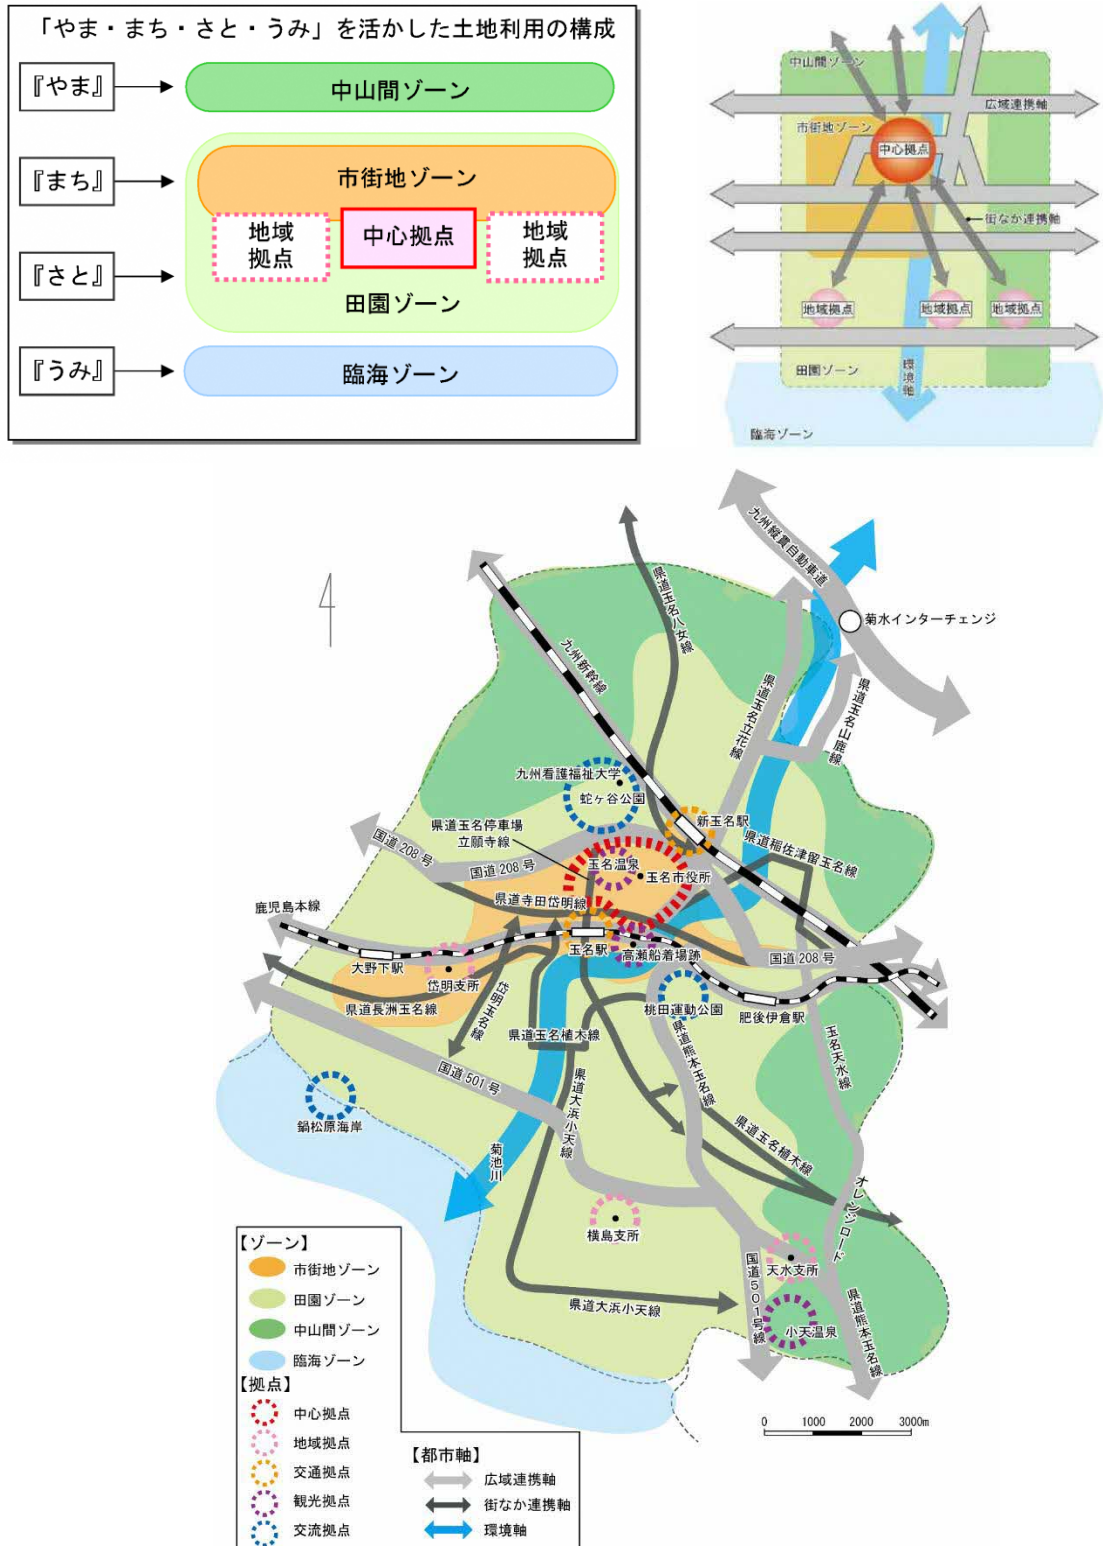 「やま・まち・さと・うみ」を活かした土地利用の構成
『やま』
中山間ゾーン
『まち』
市街地ゾーン
地域
拠点
中心拠点
地域
拠点
『さと』
田園ゾーン
『うみ』
臨海ゾーン
中山間ゾーン
広域連携軸
市街地ゾーン
中心拠点
街なか連携軸
地域拠点
地域拠点
地域拠点
田園ゾーン
環境軸
臨海ゾーン
九州縦貫自動車道
菊水インターチェンジ
県道玉名八女線
九州新幹線
県道玉名立花線
県道玉名山鹿線
九州看護福祉大学
蛇ヶ谷公園
新玉名駅
県道玉名停車場
立願寺線
国道208号
国道208号
県道稲佐津留玉名線
玉名温泉
玉名市役所
県道寺田岱明線
鹿児島本線
玉名駅
高瀬船着場跡
国道208号
大野下駅
岱明支所
桃田運動公園
肥後伊倉駅
県道長洲玉名線
岱明玉名線
県道玉名植木線
県道熊本玉名線
玉名天水線
国道501号
県道大浜小天線
鍋松原海岸
菊池川
県道玉名植木線
オレンジロード
横島支所
天水支所
国道501号線
県道大浜小天線
小天温泉
県道熊本玉名線
0 1000 2000 3000m
【ゾーン】
市街地ゾーン
田園ゾーン
中山間ゾーン
臨海ゾーン
【拠点】
中心拠点
地域拠点
交通拠点
観光拠点
交流拠点
【都市軸】
広域連携軸
街なか連携軸
環境軸